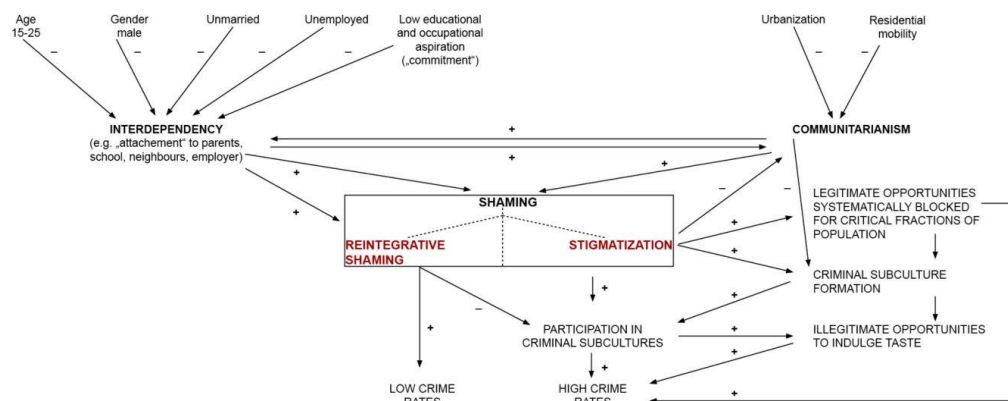 Age
15-25
Gender
male
Unmarried
Unemployed
Low educational
and occupational
aspiration
(„commitment“)
Urbanization
Residential
mobility
–
–
–
–
–
–
–
INTERDEPENDENCY
(e.g. „attachement“ to parents,
school, neighbours, employer)
+
+
COMMUNITARIANISM
+
+
+
–
–
SHAMING
REINTEGRATIVE
SHAMING
STIGMATIZATION
LEGITIMATE OPPORTUNITIES
SYSTEMATICALLY BLOCKED
FOR CRITICAL FRACTIONS OF
POPULATION
+
+
CRIMINAL SUBCULTURE
FORMATION
+
+
–
+
PARTICIPATION IN
CRIMINAL SUBCULTURES
+
+
ILLEGITIMATE OPPORTUNITIES
TO INDULGE TASTE
+
LOW CRIME
RATES
HIGH CRIME
RATES
+